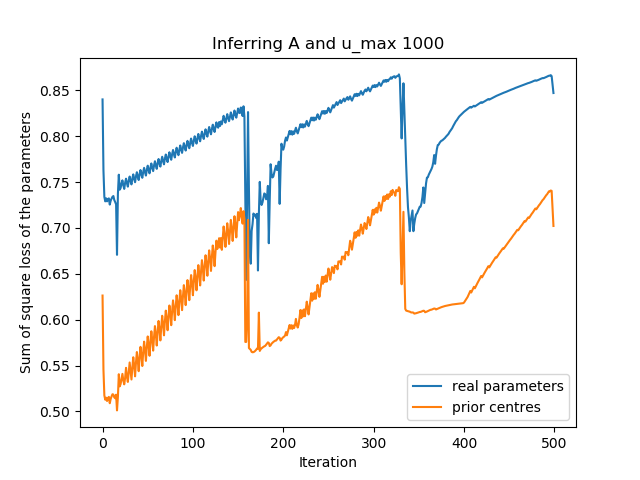 Inferring A and u_max 1000
Sum of square loss of the parameters
0.85
0.80
0.75
0.70
0.65
0.60
0.55
0.50
0
100
200
300
400
500
Iteration
real parameters
prior centres